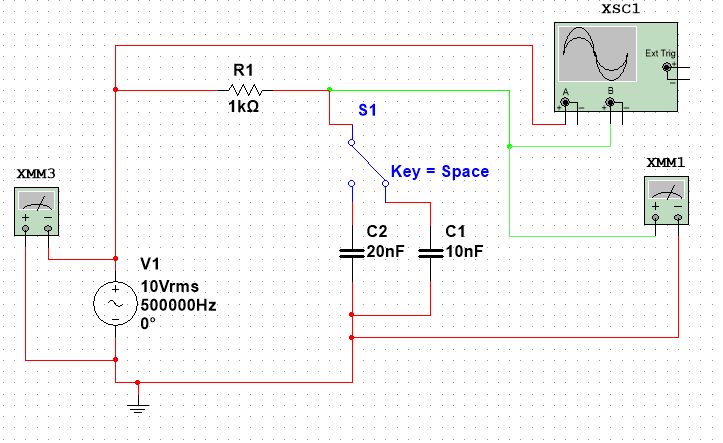 XSC1
Ext Trig
+
−
A
B
+ − + −
R1
1kΩ
S1
Key = Space
XMM3
+ −
XMM1
+ −
V1
10Vrms
500000Hz
0°
+
−
C2
20nF
C1
10nF